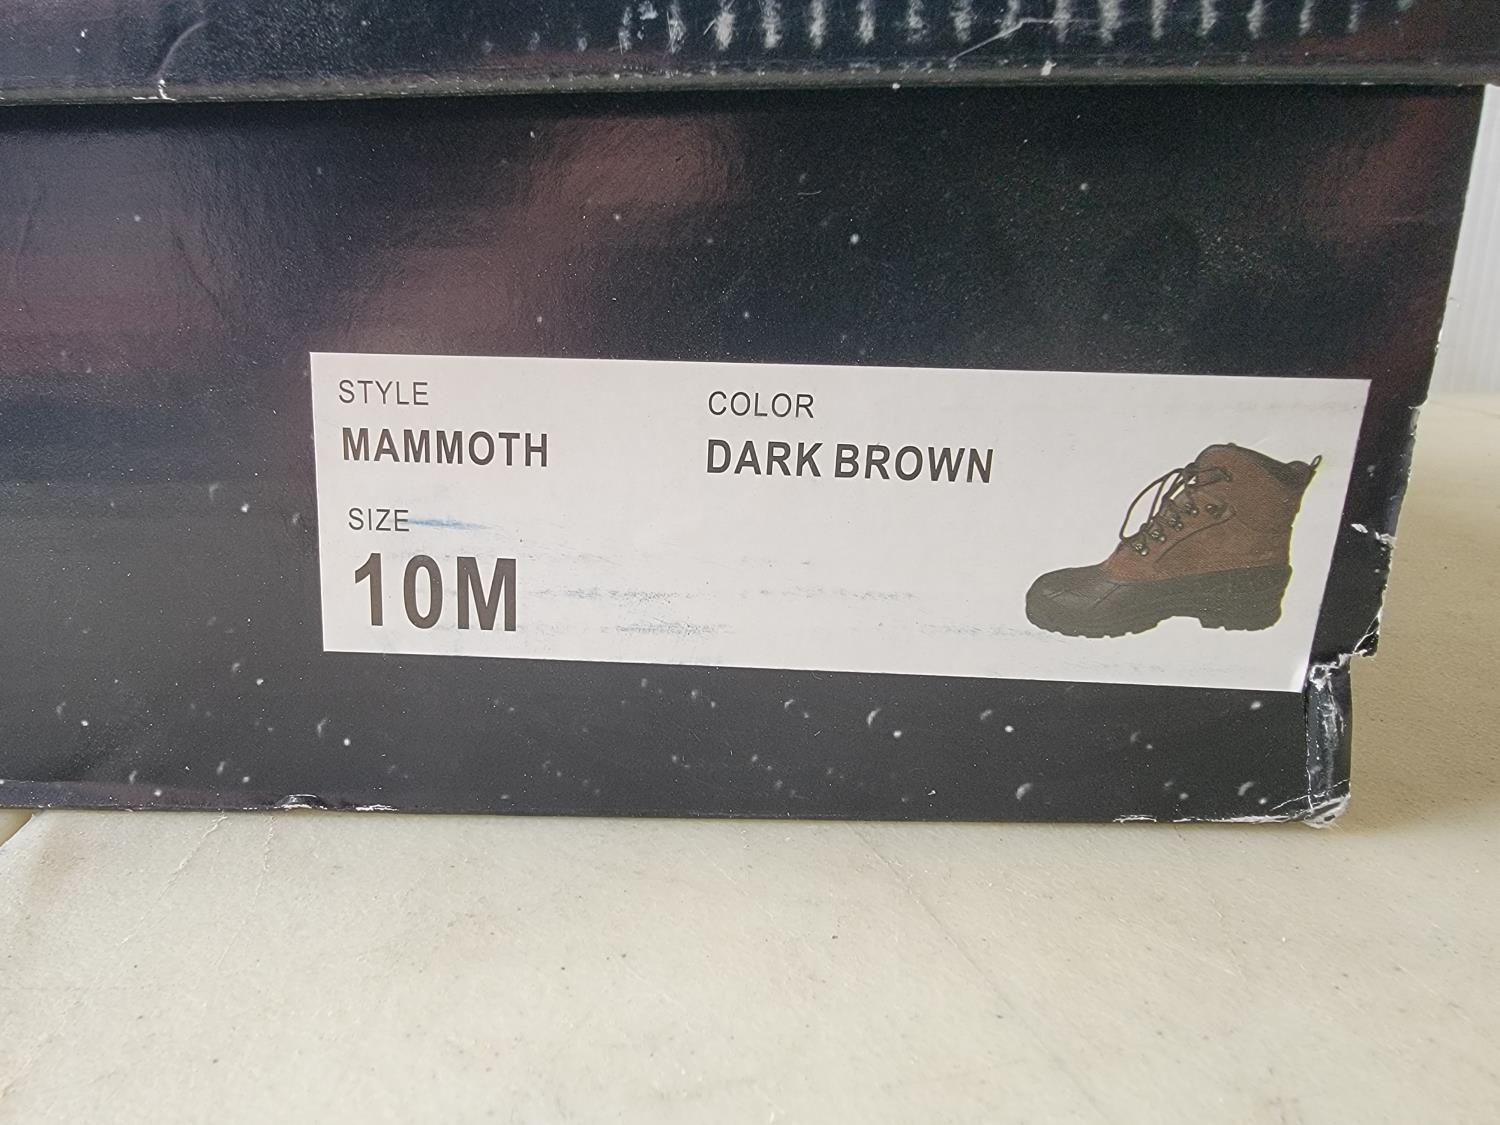 STYLE
MAMMOTH
COLOR
DARK BROWN
SIZE
10M